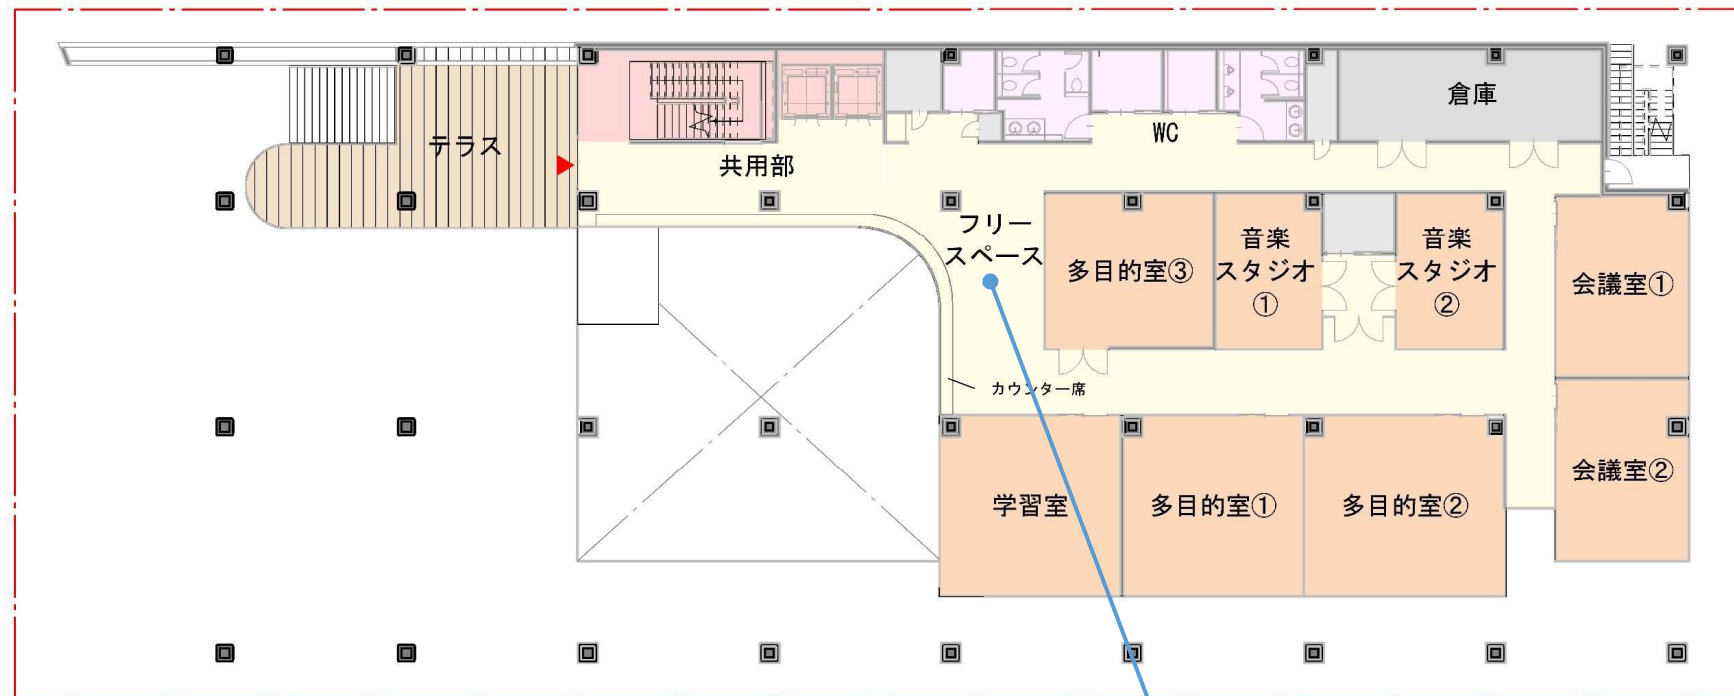 倉庫
WC
テラス
共用部
フリー
スペース
音楽
スタジオ
①
音楽
スタジオ
②
多目的室③
会議室①
カウンター席
会議室②
学習室
多目的室①
多目的室②